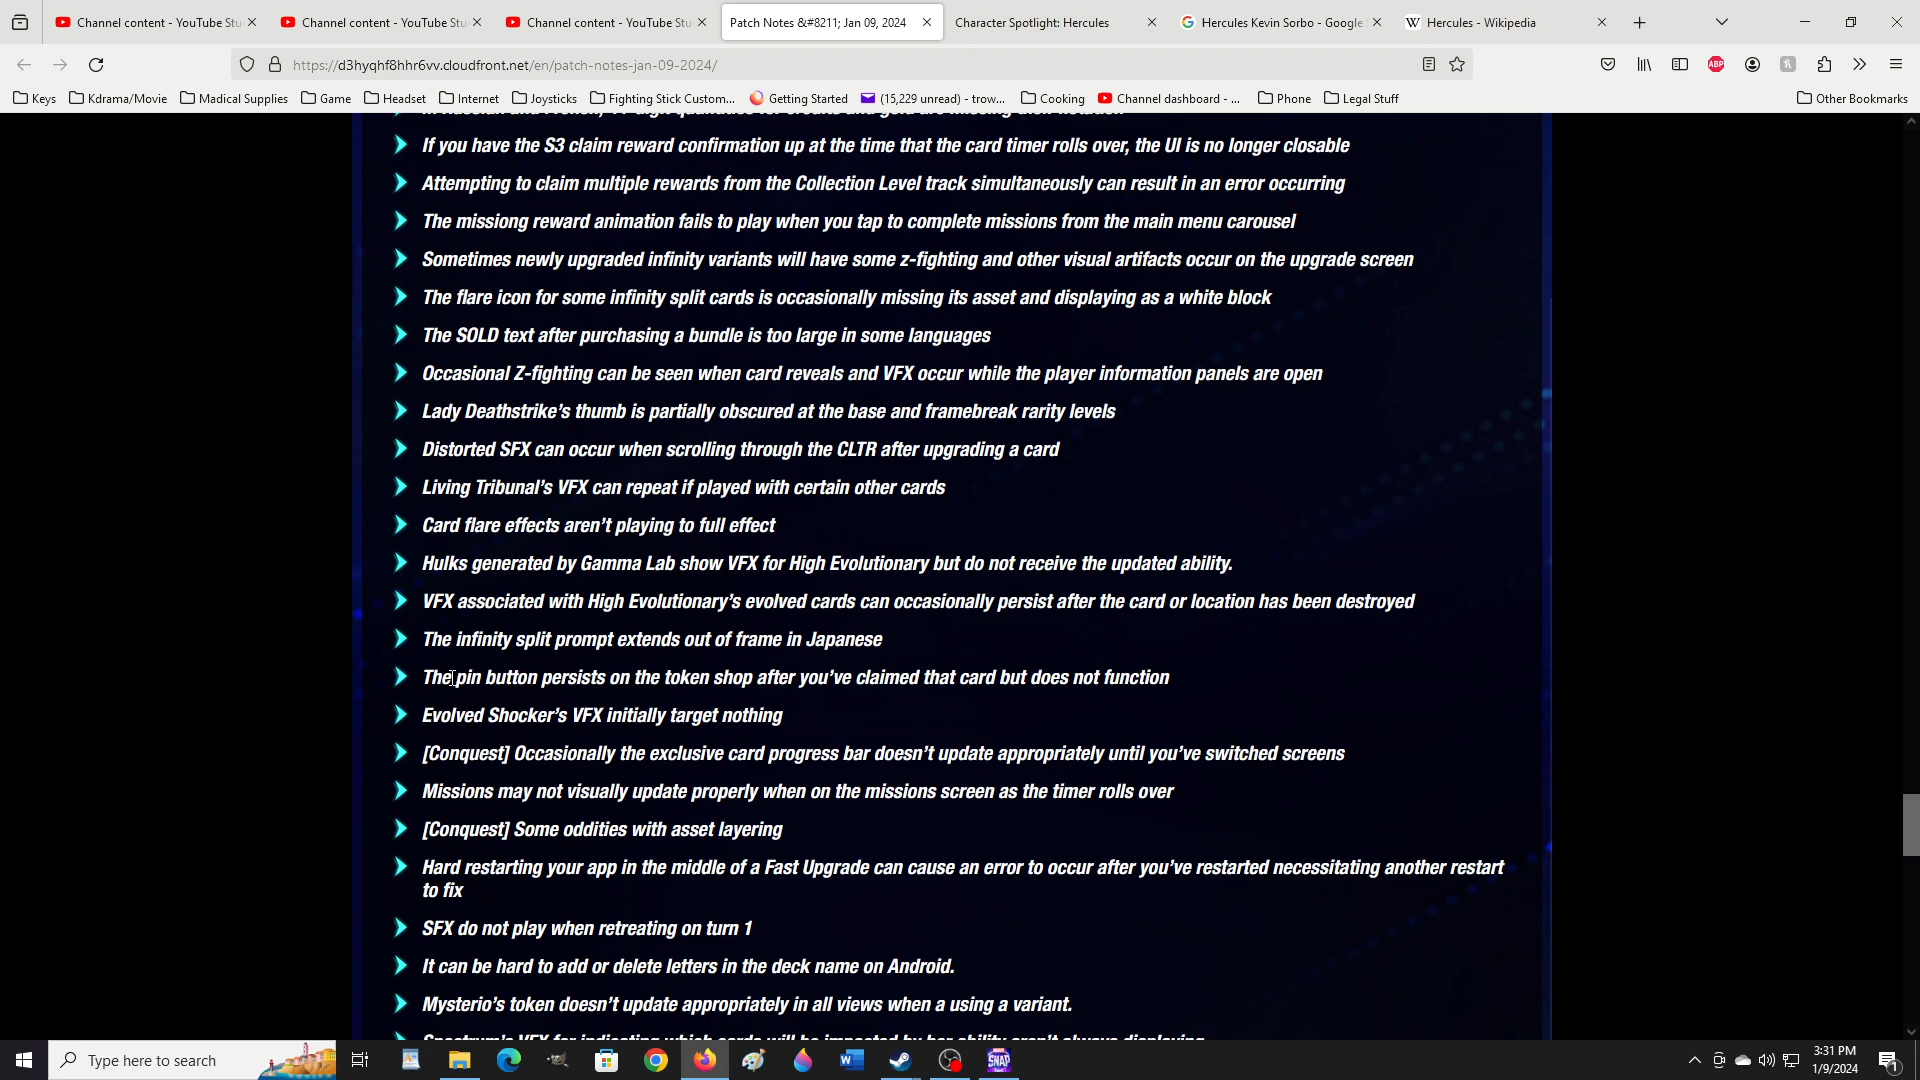 Channel content - YouTube Stu
Channel content - YouTube Stu
Channel content - YouTube Stu
Patch Notes &#8211; Jan 09, 2024
Character Spotlight: Hercules
Hercules Kevin Sorbo - Google
Hercules - Wikipedia
https://d3hyqhf8hhr6vv.cloudfront.net/en/patch-notes-jan-09-2024/
ABP
Keys
Kdrama/Movie
Madical Supplies
Game
Headset
Internet
Joysticks
Fighting Stick Custom...
Getting Started
(15,229 unread) - trow...
Cooking
Channel dashboard - ...
Phone
Legal Stuff
Other Bookmarks
If you have the S3 claim reward confirmation up at the time that the card timer rolls over, the UI is no longer closable
Attempting to claim multiple rewards from the Collection Level track simultaneously can result in an error occurring
The missiong reward animation fails to play when you tap to complete missions from the main menu carousel
Sometimes newly upgraded infinity variants will have some z-fighting and other visual artifacts occur on the upgrade screen
The flare icon for some infinity split cards is occasionally missing its asset and displaying as a white block
The SOLD text after purchasing a bundle is too large in some languages
Occasional Z-fighting can be seen when card reveals and VFX occur while the player information panels are open
Lady Deathstrike's thumb is partially obscured at the base and framebreak rarity levels
Distorted SFX can occur when scrolling through the CLTR after upgrading a card
Living Tribunal's VFX can repeat if played with certain other cards
Card flare effects aren't playing to full effect
Hulks generated by Gamma Lab show VFX for High Evolutionary but do not receive the updated ability.
VFX associated with High Evolutionary's evolved cards can occasionally persist after the card or location has been destroyed
The infinity split prompt extends out of frame in Japanese
The pin button persists on the token shop after you've claimed that card but does not function
Evolved Shocker's VFX initially target nothing
[Conquest] Occasionally the exclusive card progress bar doesn't update appropriately until you've switched screens
Missions may not visually update properly when on the missions screen as the timer rolls over
[Conquest] Some oddities with asset layering
Hard restarting your app in the middle of a Fast Upgrade can cause an error to occur after you've restarted necessitating another restart
to fix
SFX do not play when retreating on turn 1
It can be hard to add or delete letters in the deck name on Android.
Mysterio's token doesn't update appropriately in all views when a using a variant.
Spectrum's VFX for indicating which cards will be impacted by her ability aren't always displaying
Type here to search
SNAP
3:31 PM
1/9/2024
1